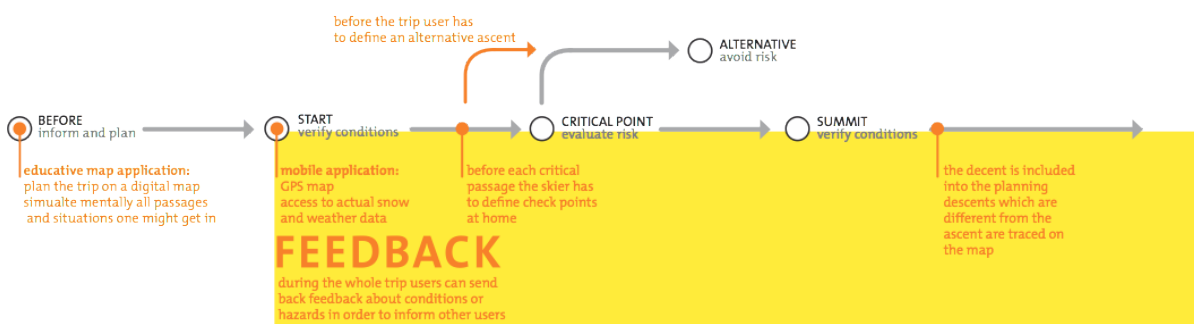 before the trip user has
to define an alternative ascent
ALTERNATIVE
avoid risk
BEFORE
inform and plan
START
verify conditions
CRITICAL POINT
evaluate risk
SUMMIT
verify conditions
educative map application:
plan the trip on a digital map
simualte mentally all passages
and situations one might get in
mobile application:
GPS map
access to actual snow
and weather data
before each critical
passage the skier has
to define check points
at home
the decent is included
into the planning
descents which are
different from the
ascent are traced on
the map
FEEDBACK
during the whole trip users can send
back feedback about conditions or
hazards in order to inform other users